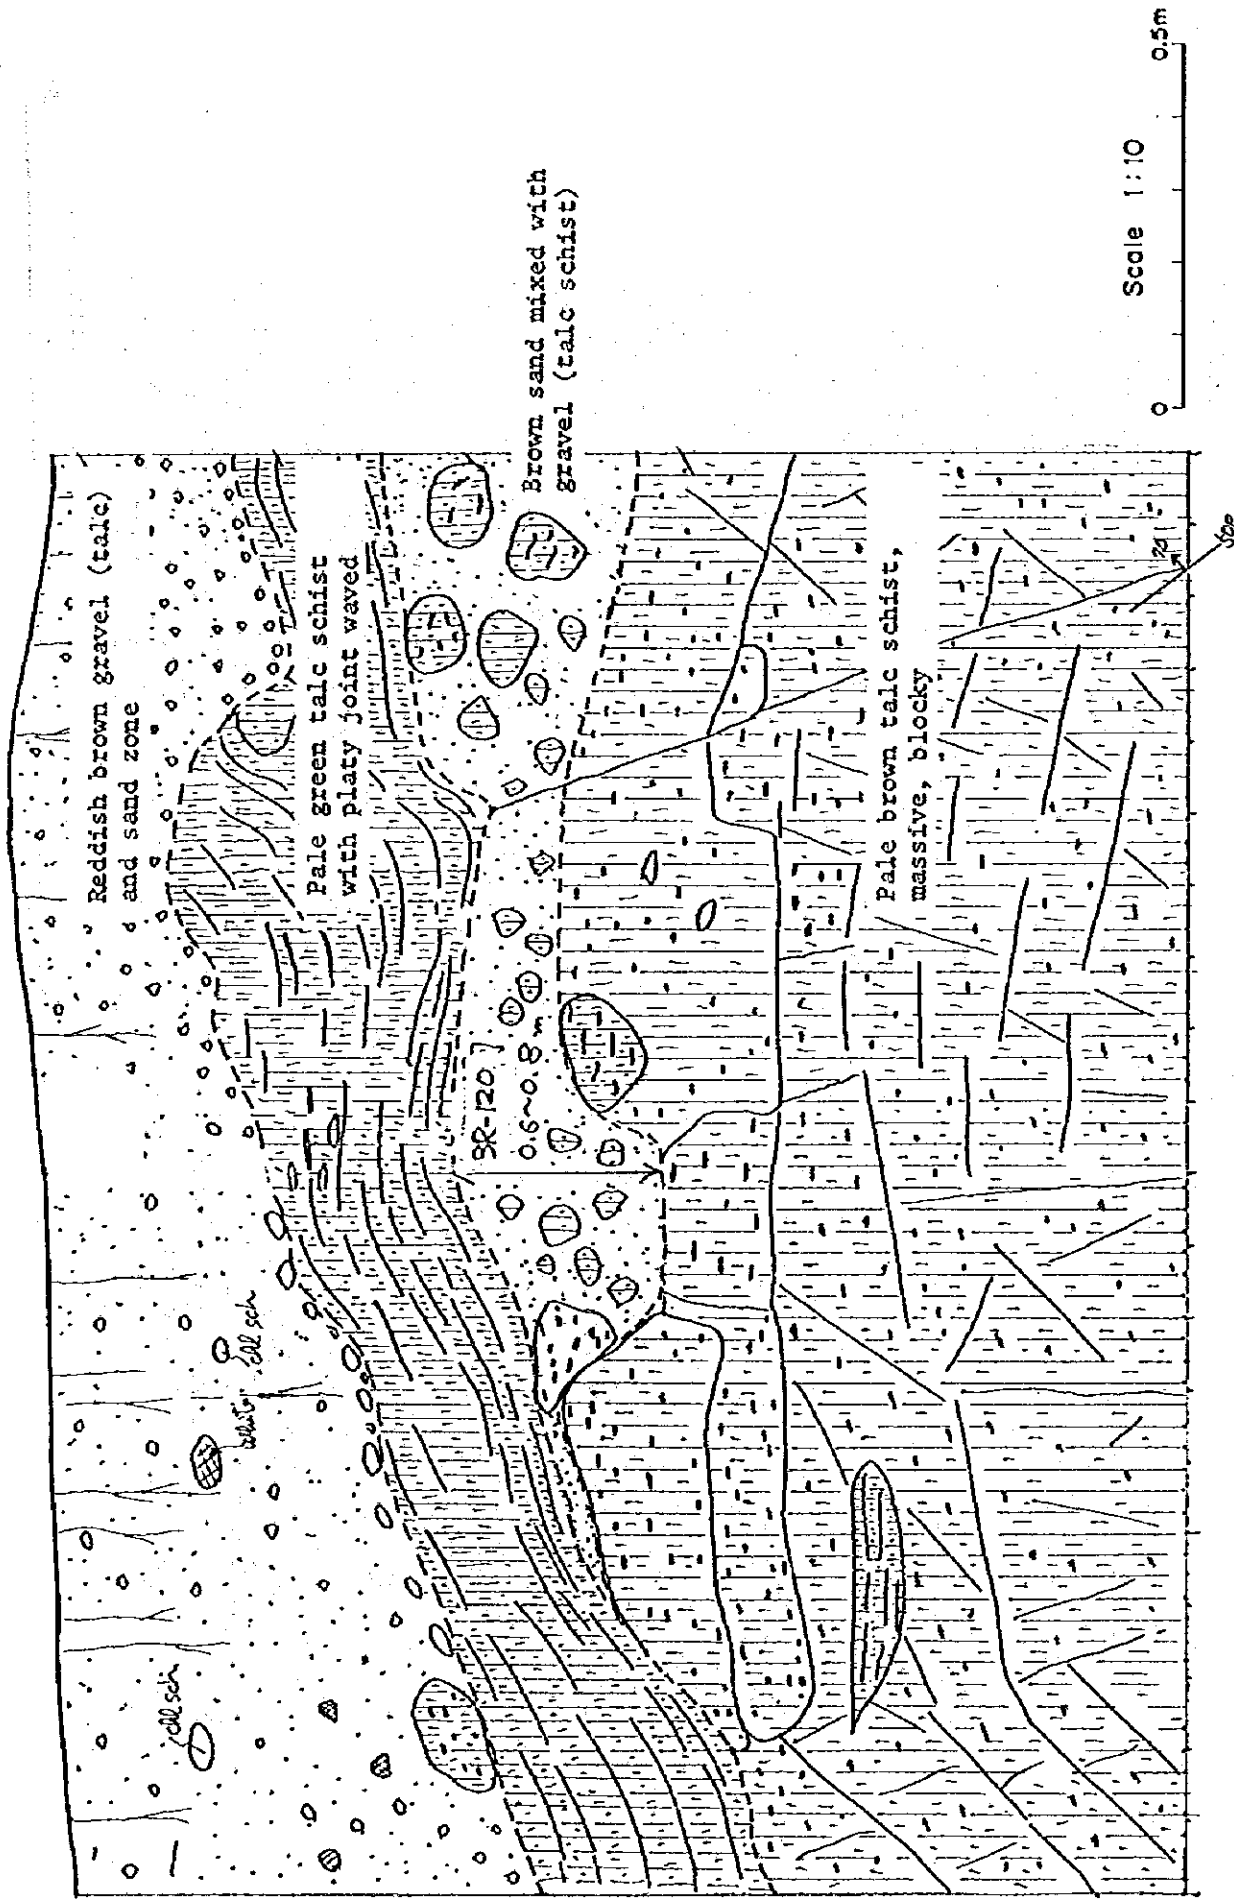 Reddish brown gravel (talc)
and sand zone
Pale green talc schist
with platy joint waved
Brown sand mixed with
gravel (talc schist)
BR-120
0.6~0.8 m
Pale brown talc schist,
massive, blocky
Scale 1:10
0
0.5m